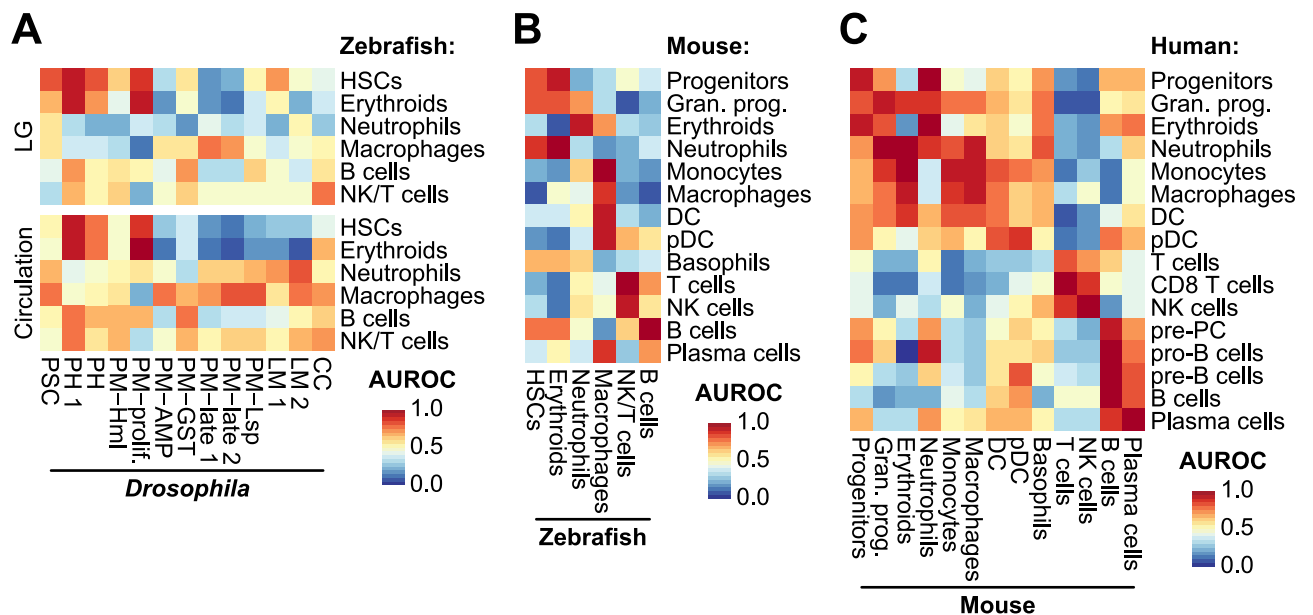 A
Zebrafish:
LG
HSCs
Erythroids
Neutrophils
Macrophages
B cells
NK/T cells
Circulation
HSCs
Erythroids
Neutrophils
Macrophages
B cells
NK/T cells
PSC
PH 1
PH
PM−Hml
PM−prolif.
PM−AMP
PM−GST
PM−late 1
PM−late 2
PM−Lsp
LM 1
LM 2
CC
Drosophila
AUROC
1.0
0.5
0.0
B
Mouse:
Progenitors
Gran. prog.
Erythroids
Neutrophils
Monocytes
Macrophages
DC
pDC
Basophils
T cells
NK cells
B cells
Plasma cells
HSCs
Erythroids
Neutrophils
Macrophages
NK/T cells
B cells
Zebrafish
AUROC
1.0
0.5
0.0
C
Human:
Progenitors
Gran. prog.
Erythroids
Neutrophils
Monocytes
Macrophages
DC
pDC
T cells
CD8 T cells
NK cells
pre-PC
pro-B cells
pre-B cells
B cells
Plasma cells
Progenitors
Gran. prog.
Erythroids
Neutrophils
Monocytes
Macrophages
DC
pDC
Basophils
T cells
NK cells
B cells
Plasma cells
Mouse
AUROC
1.0
0.5
0.0